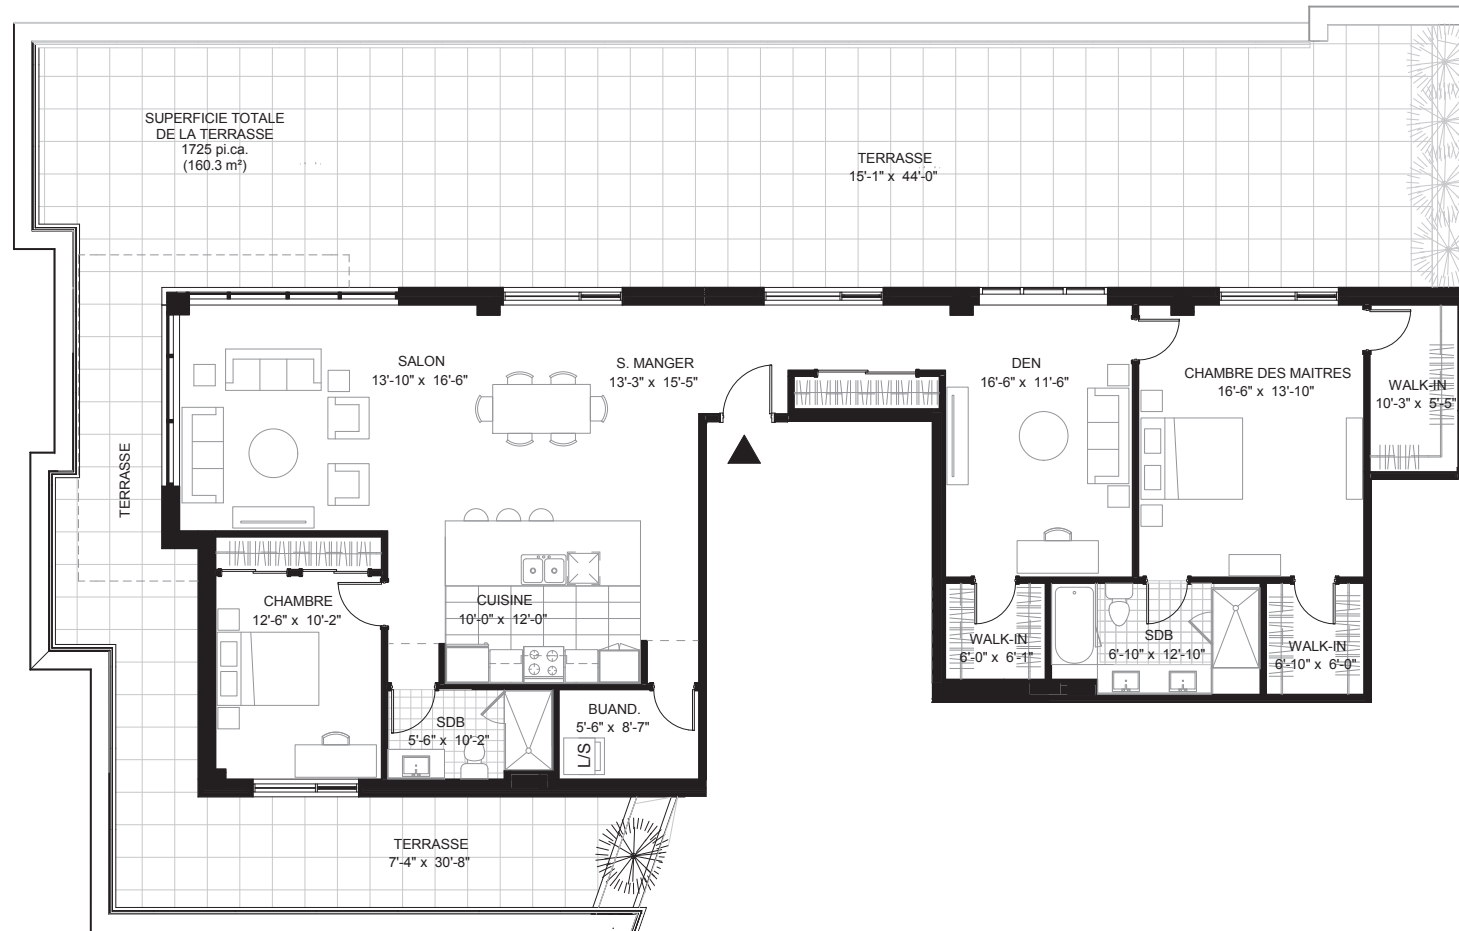 SUPERFICIE TOTALE
DE LA TERRASSE
1725 pi.ca.
(160.3 m²)
TERRASSE
15'-1" x 44'-0"
SALON
13'-10" x 16'-6"
S. MANGER
13'-3" x 15'-5"
DEN
16'-6" x 11'-6"
CHAMBRE DES MAITRES
16'-6" x 13'-10"
WALK-IN
10'-3" x 5'-5"
TERRASSE
CHAMBRE
12'-6" x 10'-2"
CUISINE
10'-0" x 12'-0"
WALK-IN
6'-0" x 6'-1"
SDB
6'-10" x 12'-10"
WALK-IN
6'-10" x 6'-0"
SDB
5'-6" x 10'-2"
BUAND.
5'-6" x 8'-7"
L/S
TERRASSE
7'-4" x 30'-8"